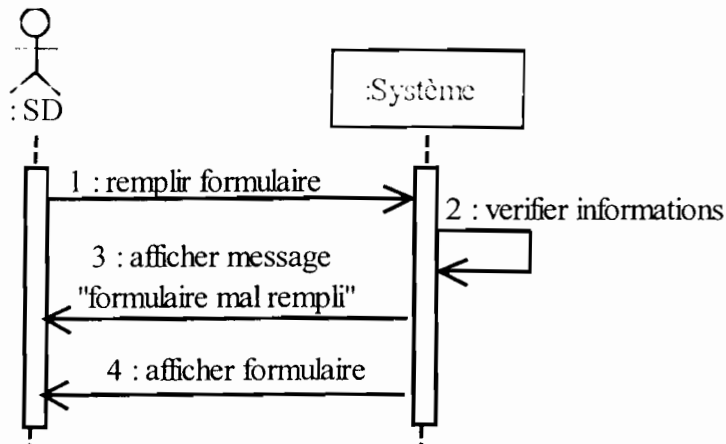 : SD
:Système
1 : remplir formulaire
2 : verifier informations
3 : afficher message
"formulaire mal rempli"
4 : afficher formulaire